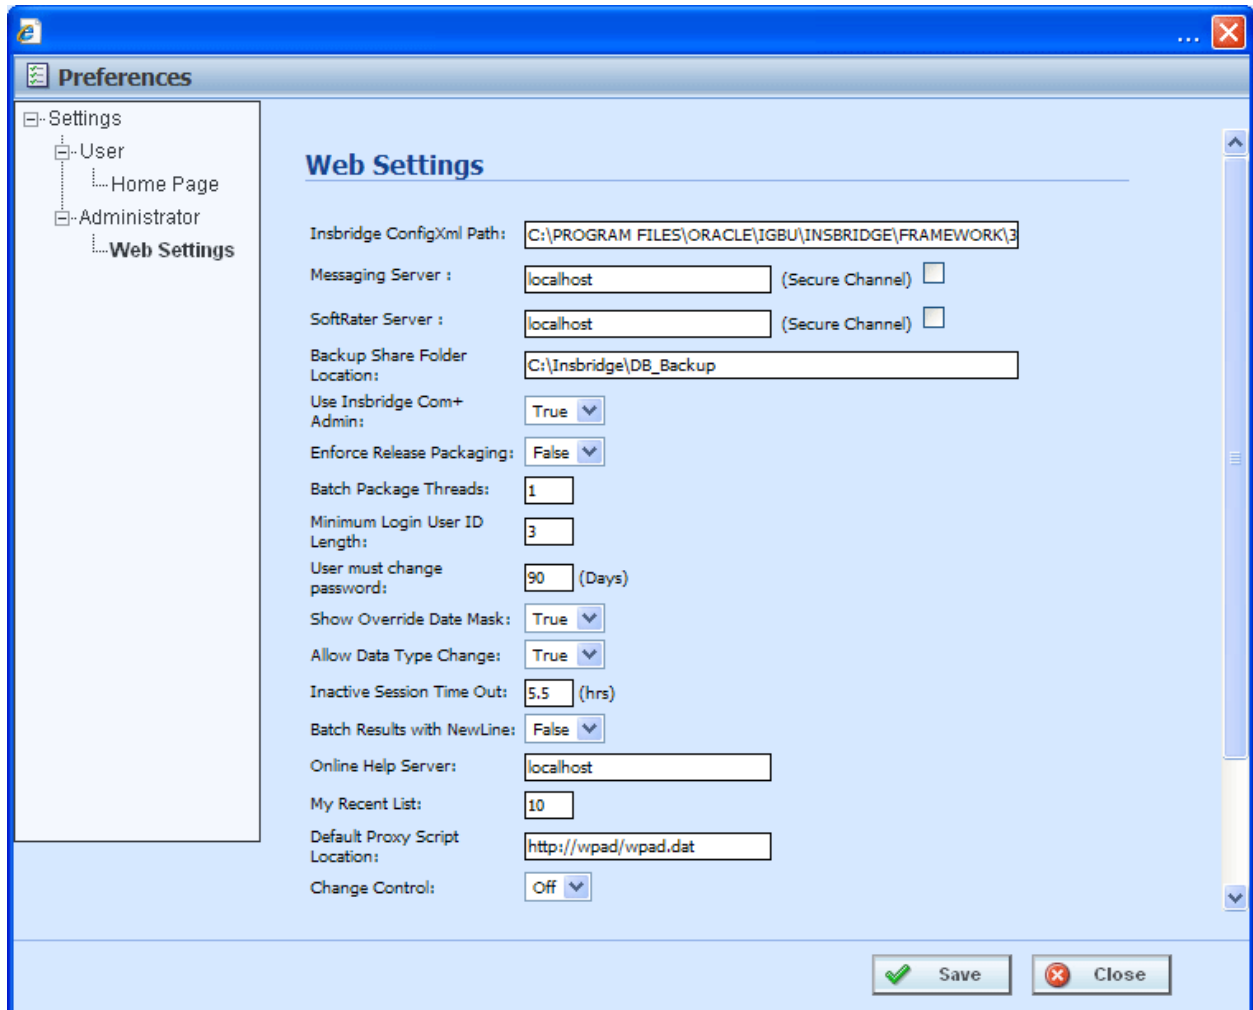 ...
Preferences
Settings
User
Home Page
Administrator
Web Settings
Web Settings
Insbridge ConfigXml Path: C:\PROGRAM FILES\ORACLE\IGBU\INSBRIDGE\FRAMEWORK\3
Messaging Server : localhost (Secure Channel)
SoftRater Server : localhost (Secure Channel)
Backup Share Folder
Location: C:\Insbridge\DB_Backup
Use Insbridge Com+
Admin: True
Enforce Release Packaging: False
Batch Package Threads: 1
Minimum Login User ID
Length: 3
User must change
password: 90 (Days)
Show Override Date Mask: True
Allow Data Type Change: True
Inactive Session Time Out: 5.5 (hrs)
Batch Results with NewLine: False
Online Help Server: localhost
My Recent List: 10
Default Proxy Script
Location: http://wpad/wpad.dat
Change Control: Off
Save Close